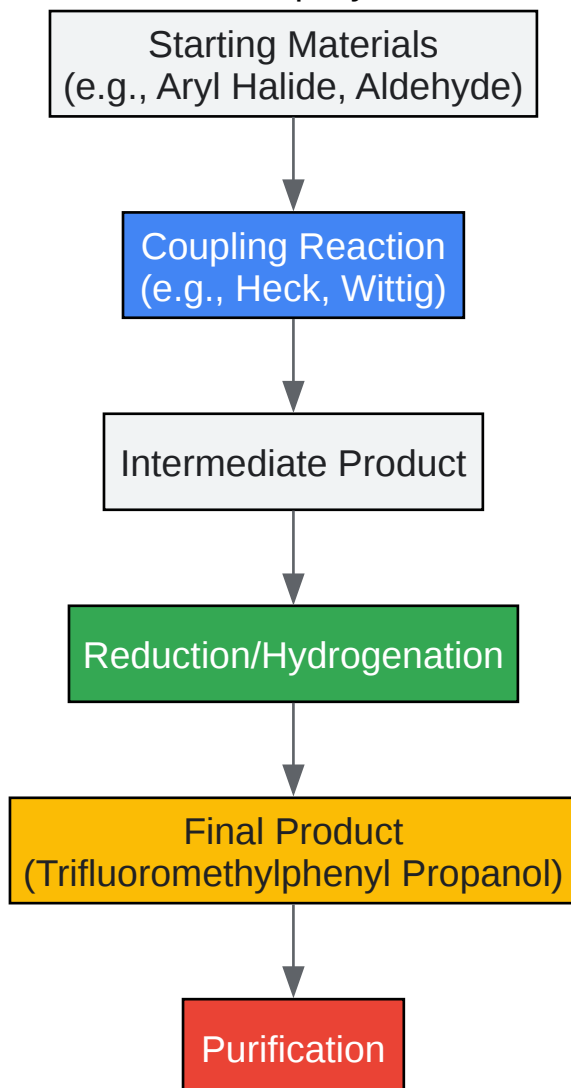 Starting Materials
(e.g., Aryl Halide, Aldehyde)
Coupling Reaction
(e.g., Heck, Wittig)
Intermediate Product
Reduction/Hydrogenation
Final Product
(Trifluoromethylphenyl Propanol)
Purification